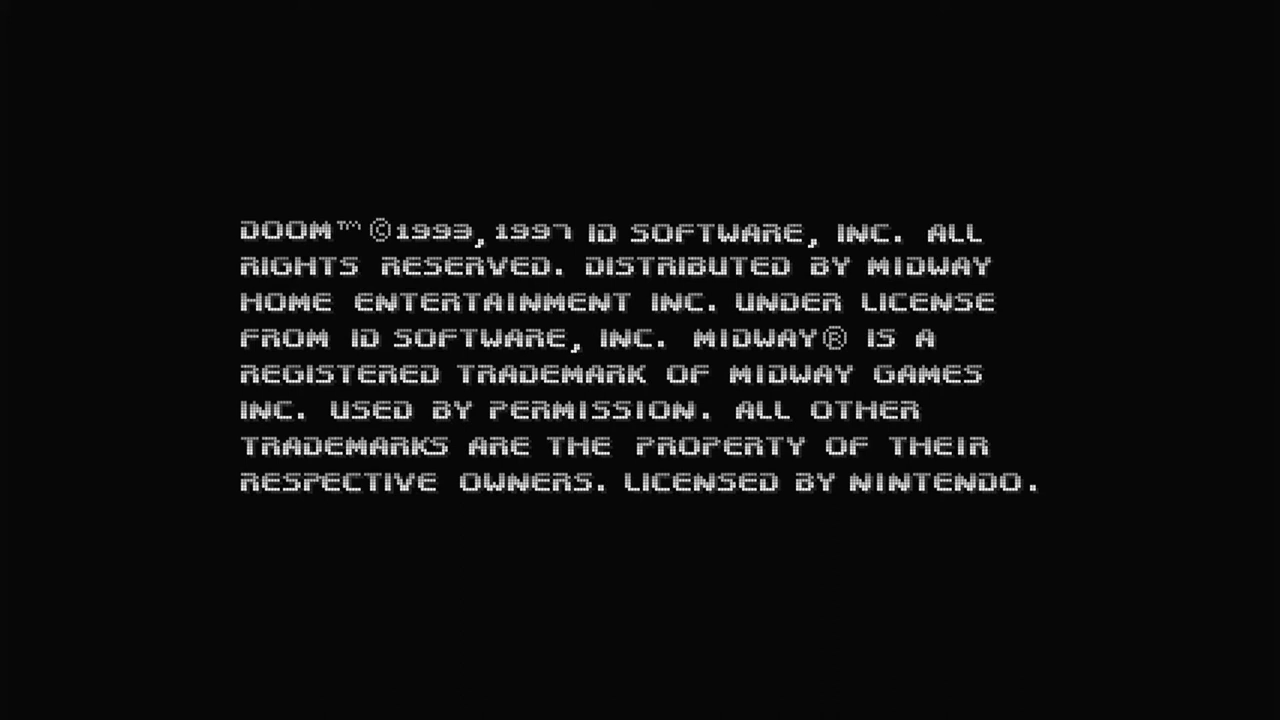 DOOM™ ©1993,1997 ID SOFTWARE, INC. ALL
RIGHTS RESERVED. DISTRIBUTED BY MIDWAY
HOME ENTERTAINMENT INC. UNDER LICENSE
FROM ID SOFTWARE, INC. MIDWAY® IS A
REGISTERED TRADEMARK OF MIDWAY GAMES
INC. USED BY PERMISSION. ALL OTHER
TRADEMARKS ARE THE PROPERTY OF THEIR
RESPECTIVE OWNERS. LICENSED BY NINTENDO.